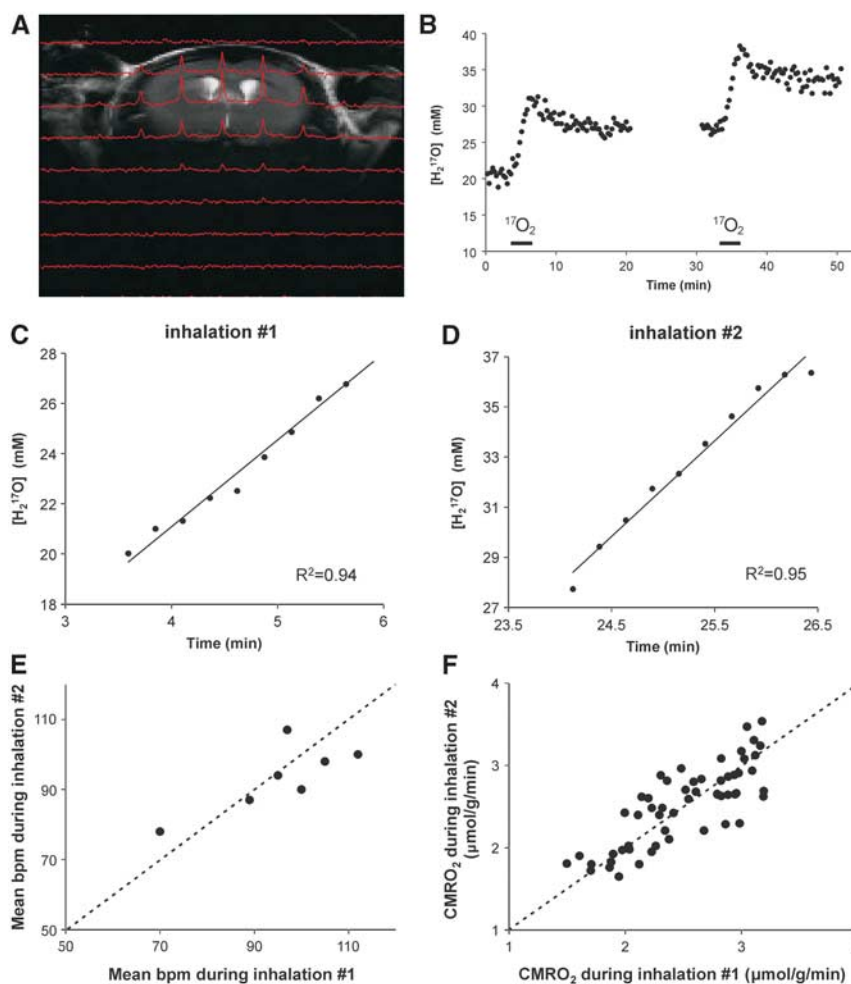 A
B
[H₂¹⁷O] (mM)
40
35
30
25
20
15
10
¹⁷O₂
¹⁷O₂
0 10 20 30 40 50
Time (min)
C
inhalation #1
[H₂¹⁷O] (mM)
28
26
24
22
20
18
R²=0.94
3 4 5 6
Time (min)
D
inhalation #2
[H₂¹⁷O] (mM)
37
35
33
31
29
27
R²=0.95
23.5 24.5 25.5 26.5
Time (min)
E
Mean bpm during inhalation #2
110
90
70
50
50 70 90 110
Mean bpm during inhalation #1
F
CMRO₂ during inhalation #2
(µmol/g/min)
4
3
2
1
1 2 3
CMRO₂ during inhalation #1 (µmol/g/min)